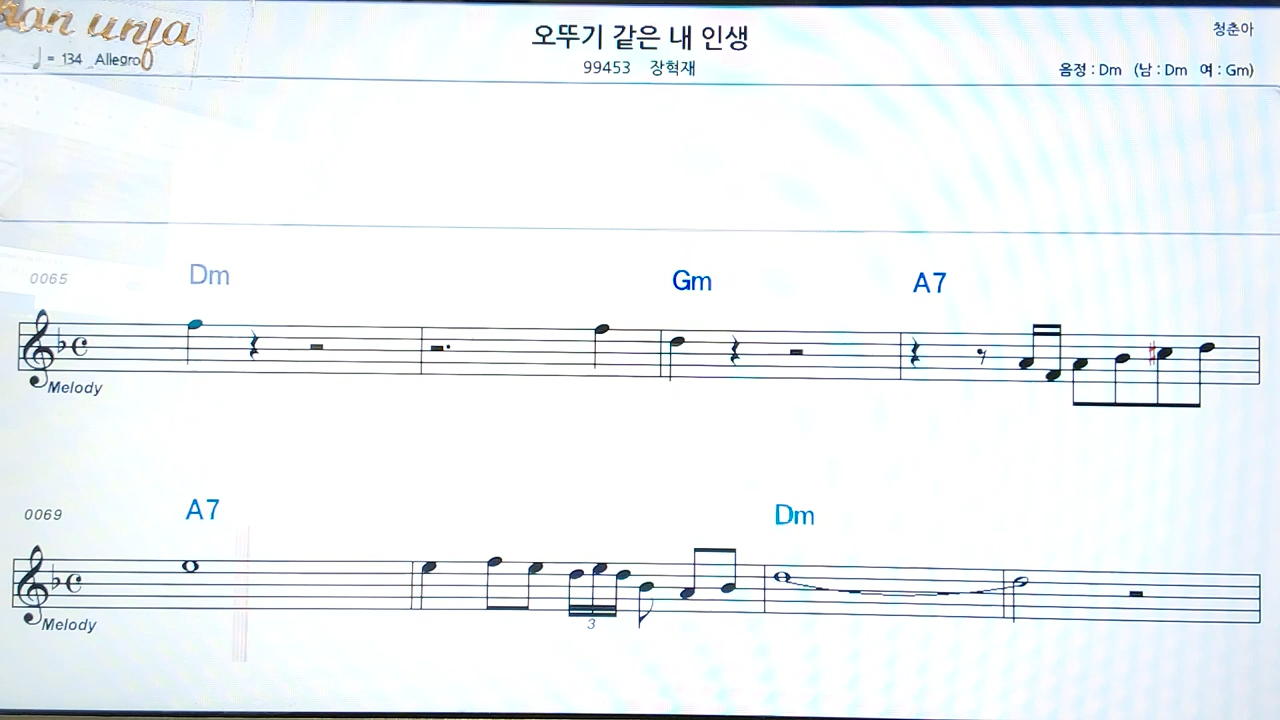 오뚜기 같은 내 인생
청춘아
♩ = 134 Allegro
99453 장혁재
음정 : Dm (남 : Dm 여 : Gm)
0065 Dm Gm A7
Melody
0069 A7 Dm
Melody
3